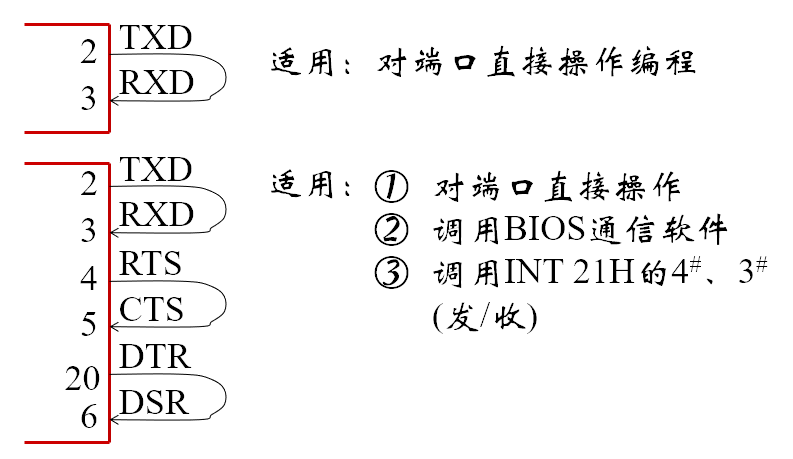 2 TXD
3 RXD
适用：对端口直接操作编程
2 TXD
3 RXD
4 RTS
5 CTS
20 DTR
6 DSR
适用：① 对端口直接操作
② 调用BIOS通信软件
③ 调用INT 21H的4#、3#
(发/收)